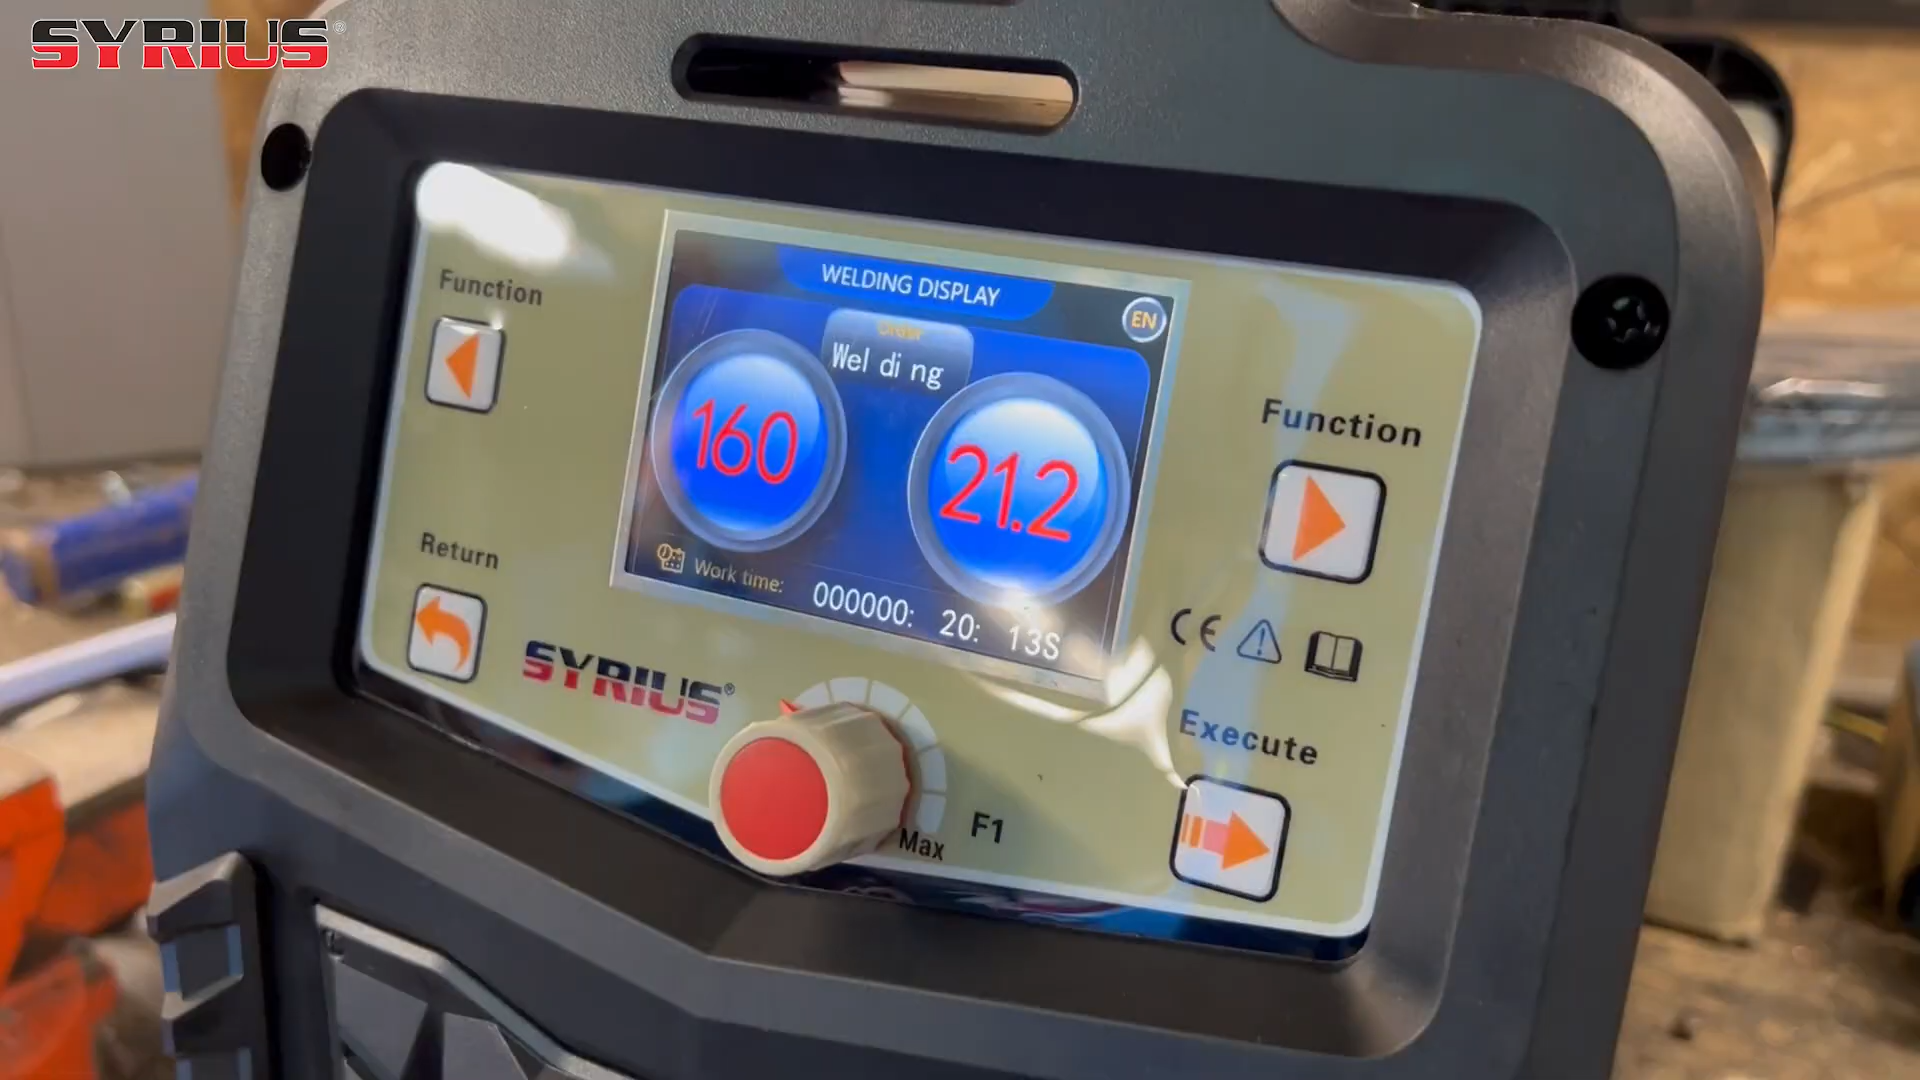 SYRIUS®
Function
WELDING DISPLAY
EN
Wel di ng
160
21.2
Function
Return
Work time: 000000: 20: 13S
SYRIUS®
CE
Execute
Max
F1